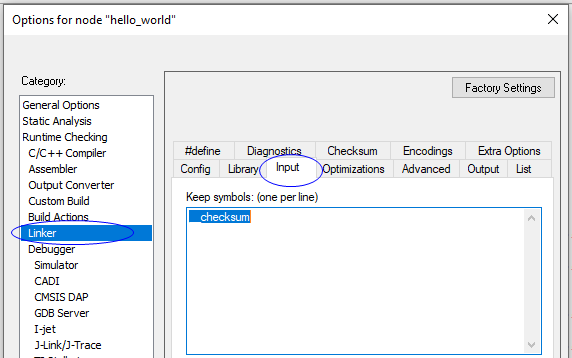 Options for node "hello_world"
Category:
General Options
Static Analysis
Runtime Checking
C/C++ Compiler
Assembler
Output Converter
Custom Build
Build Actions
Linker
Debugger
Simulator
CADI
CMSIS DAP
GDB Server
I-jet
J-Link/J-Trace
Factory Settings
#define Diagnostics Checksum Encodings Extra Options
Config Library Input Optimizations Advanced Output List
Keep symbols: (one per line)
__checksum